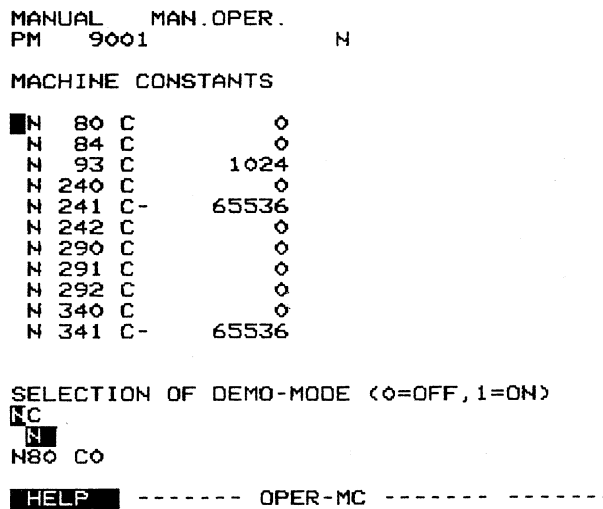 MANUAL MAN.OPER.
PM 9001 N
MACHINE CONSTANTS
N 80 C 0
N 84 C 0
N 93 C 1024
N 240 C 0
N 241 C- 65536
N 242 C 0
N 290 C 0
N 291 C 0
N 292 C 0
N 340 C 0
N 341 C- 65536
SELECTION OF DEMO-MODE (0=OFF,1=ON)
NC
N
N80 C0
HELP ------- OPER-MC ------- ------